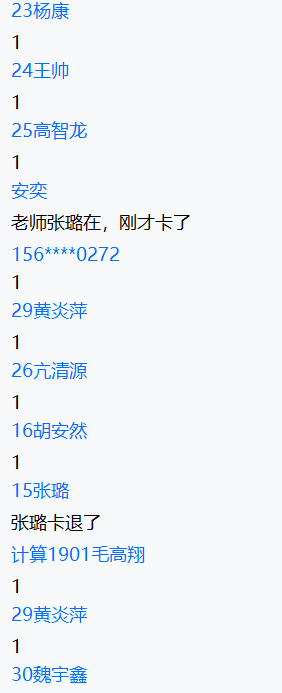 23杨康
1
24王帅
1
25高智龙
1
安奕
老师张璐在，刚才卡了
156****0272
1
29黄炎萍
1
26亢清源
1
16胡安然
1
15张璐
张璐卡退了
计算1901毛高翔
1
29黄炎萍
1
30魏宇鑫